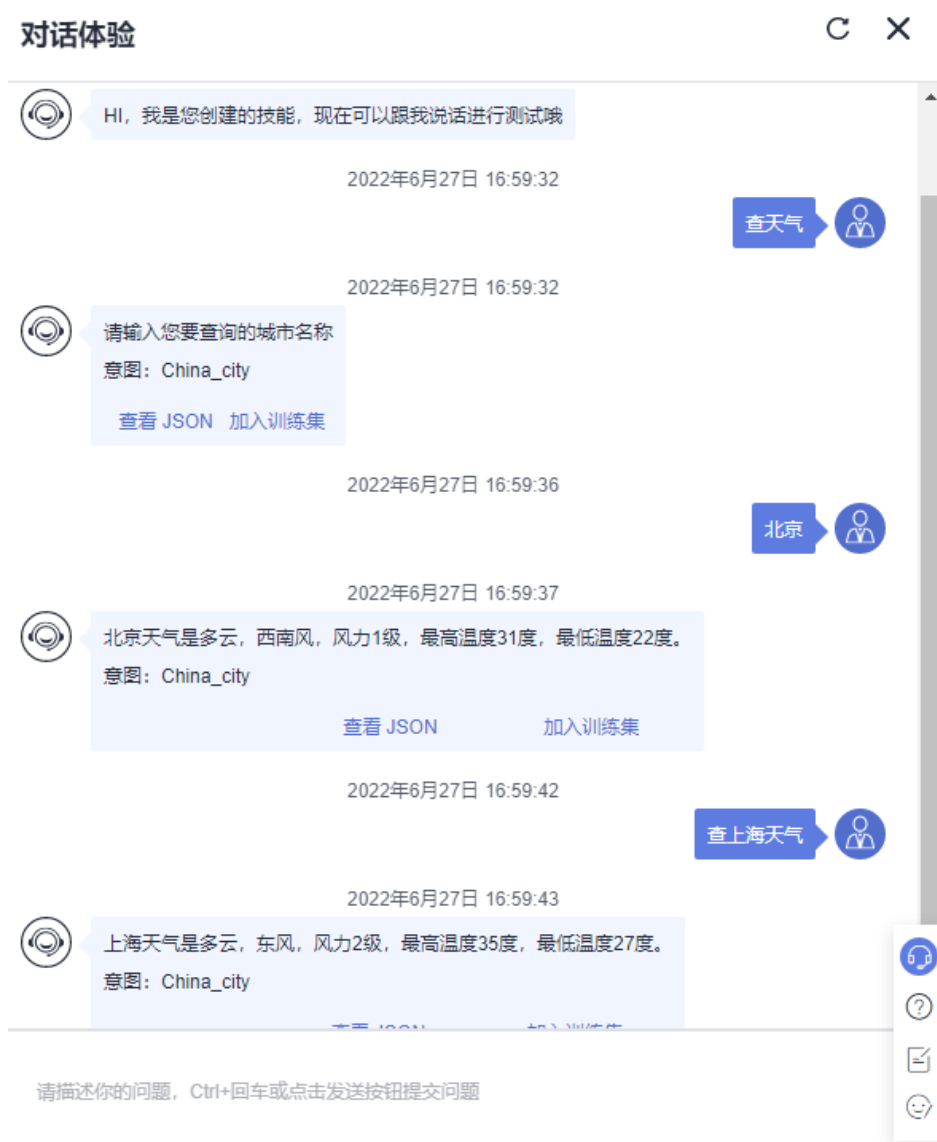 对话体验
HI，我是您创建的技能，现在可以跟我说话进行测试哦
2022年6月27日 16:59:32
查天气
2022年6月27日 16:59:32
请输入您要查询的城市名称
意图：China_city
查看 JSON 加入训练集
2022年6月27日 16:59:36
北京
2022年6月27日 16:59:37
北京天气是多云，西南风，风力1级，最高温度31度，最低温度22度。
意图：China_city
查看 JSON 加入训练集
2022年6月27日 16:59:42
查上海天气
2022年6月27日 16:59:43
上海天气是多云，东风，风力2级，最高温度35度，最低温度27度。
意图：China_city
请描述你的问题，Ctrl+回车或点击发送按钮提交问题